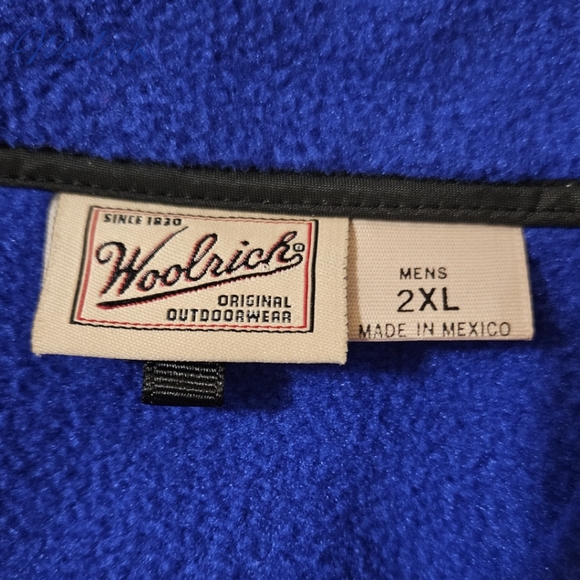 SINCE 1830
Woolrich®
ORIGINAL
OUTDOORWEAR
MENS
2XL
MADE IN MEXICO